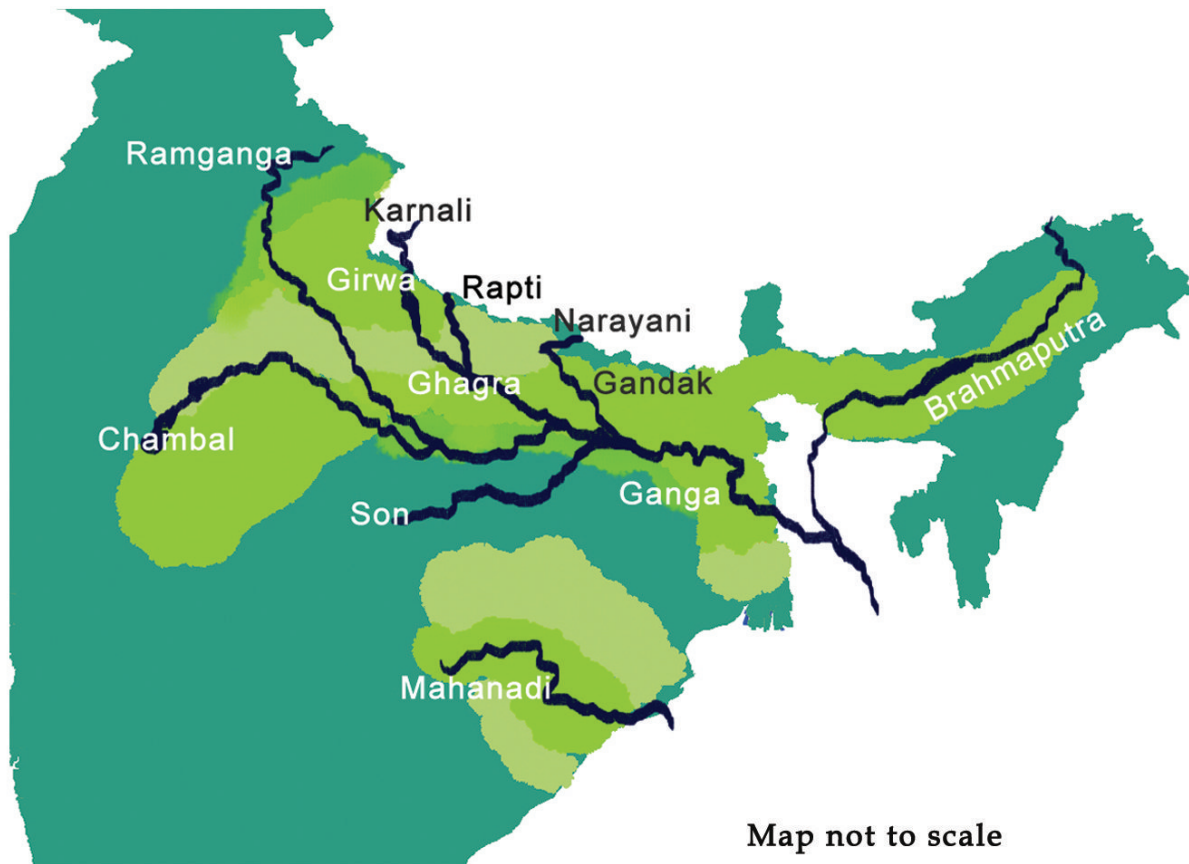 Ramganga
Karnali
Girwa
Rapti
Narayani
Ghagra
Gandak
Brahmaputra
Chambal
Ganga
Son
Mahanadi
Map not to scale